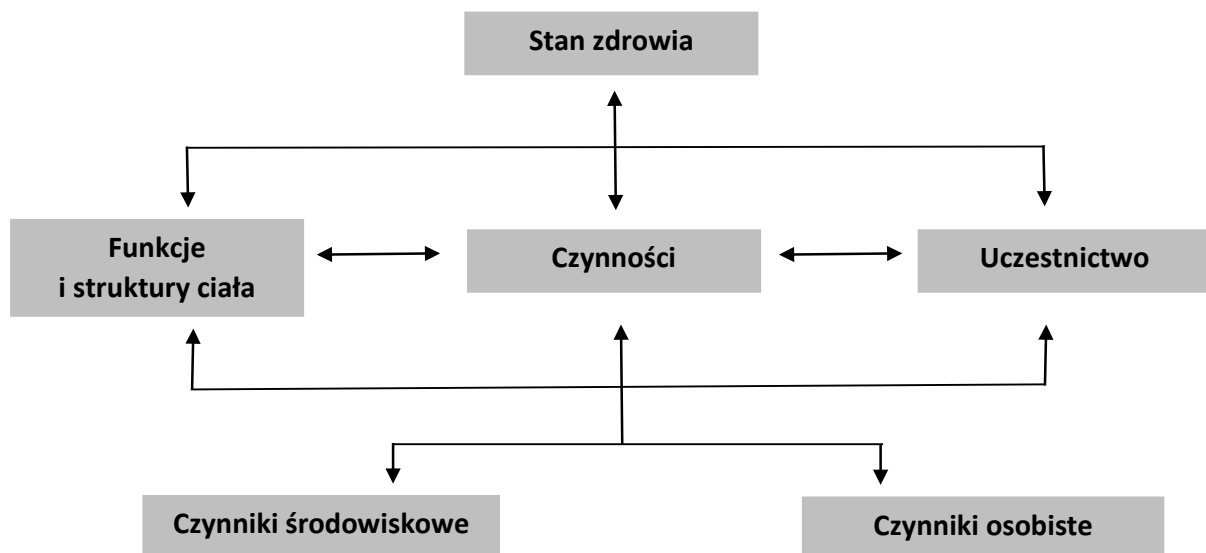 Stan zdrowia
Funkcje
i struktury ciała
Czynności
Uczestnictwo
Czynniki środowiskowe
Czynniki osobiste